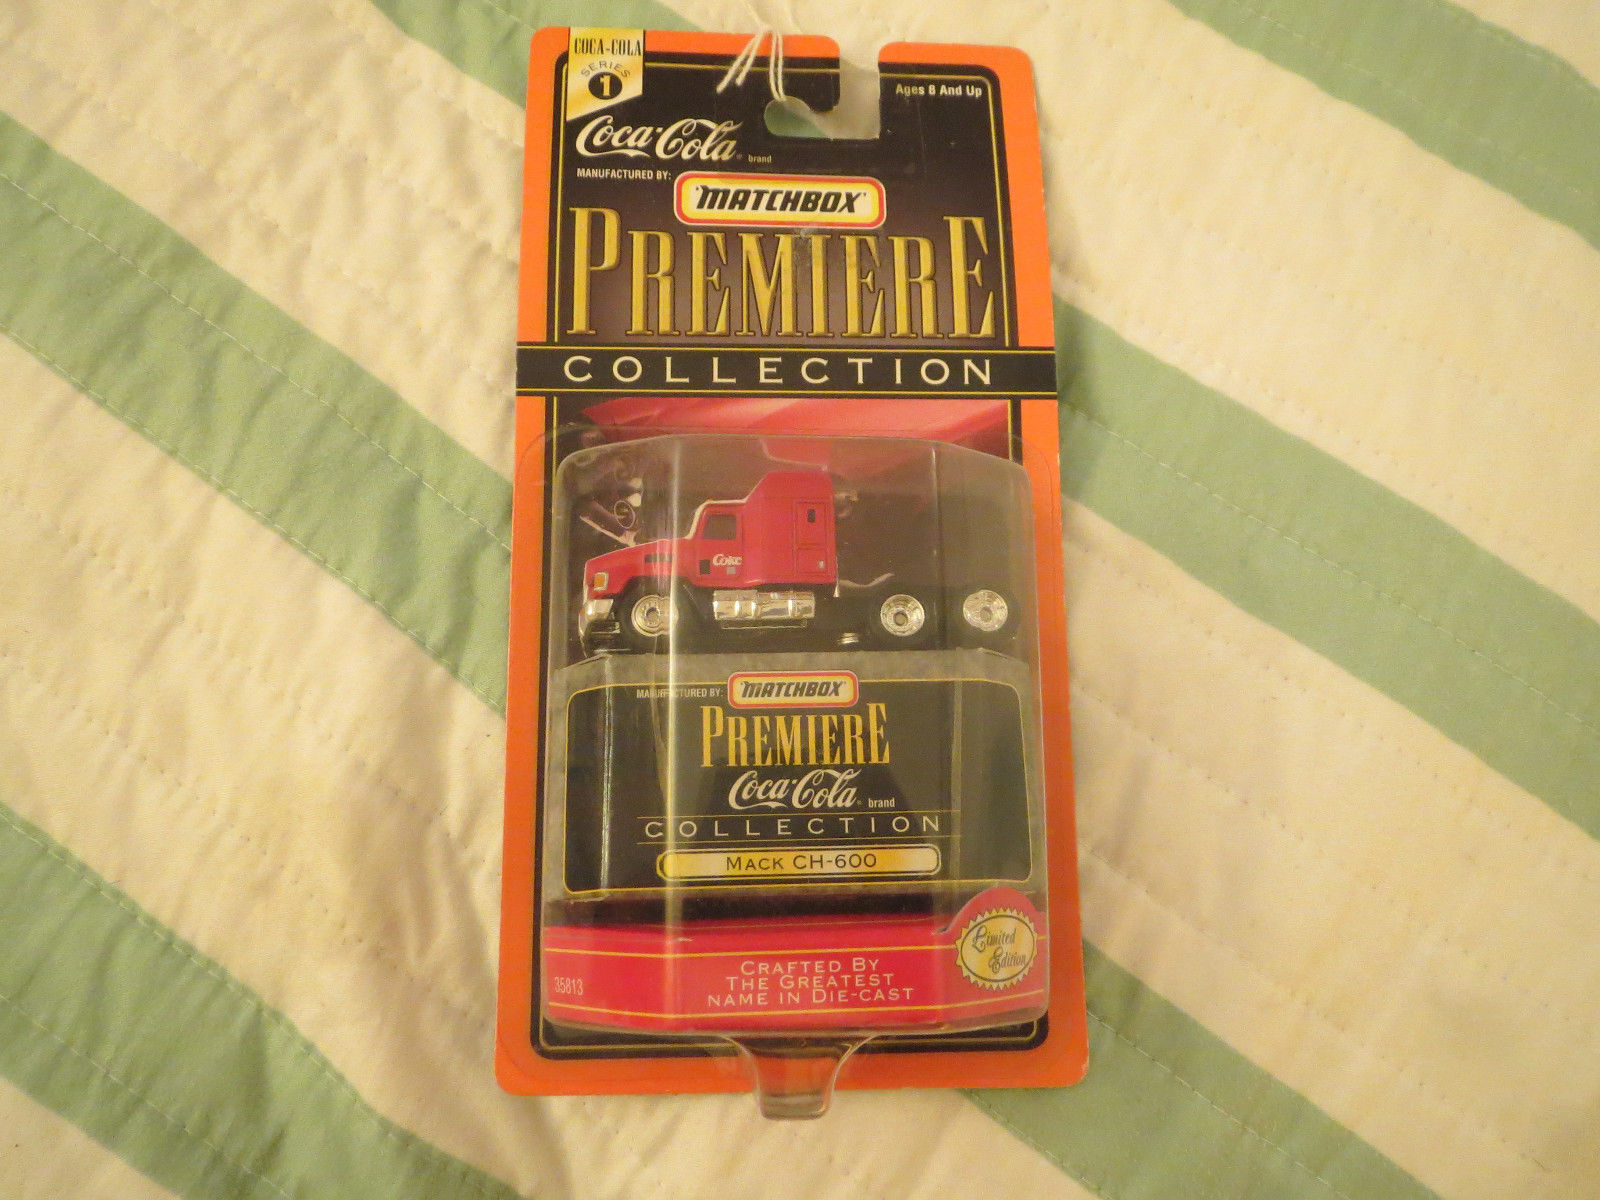 COCA-COLA
SERIES
1
Ages 8 And Up
Coca-Cola® brand
MANUFACTURED BY:
MATCHBOX
PREMIERE
COLLECTION
Coke
MANUFACTURED BY: MATCHBOX
PREMIERE
Coca-Cola® brand
COLLECTION
MACK CH-600
Limited
Edition
35813
CRAFTED BY
THE GREATEST
NAME IN DIE-CAST